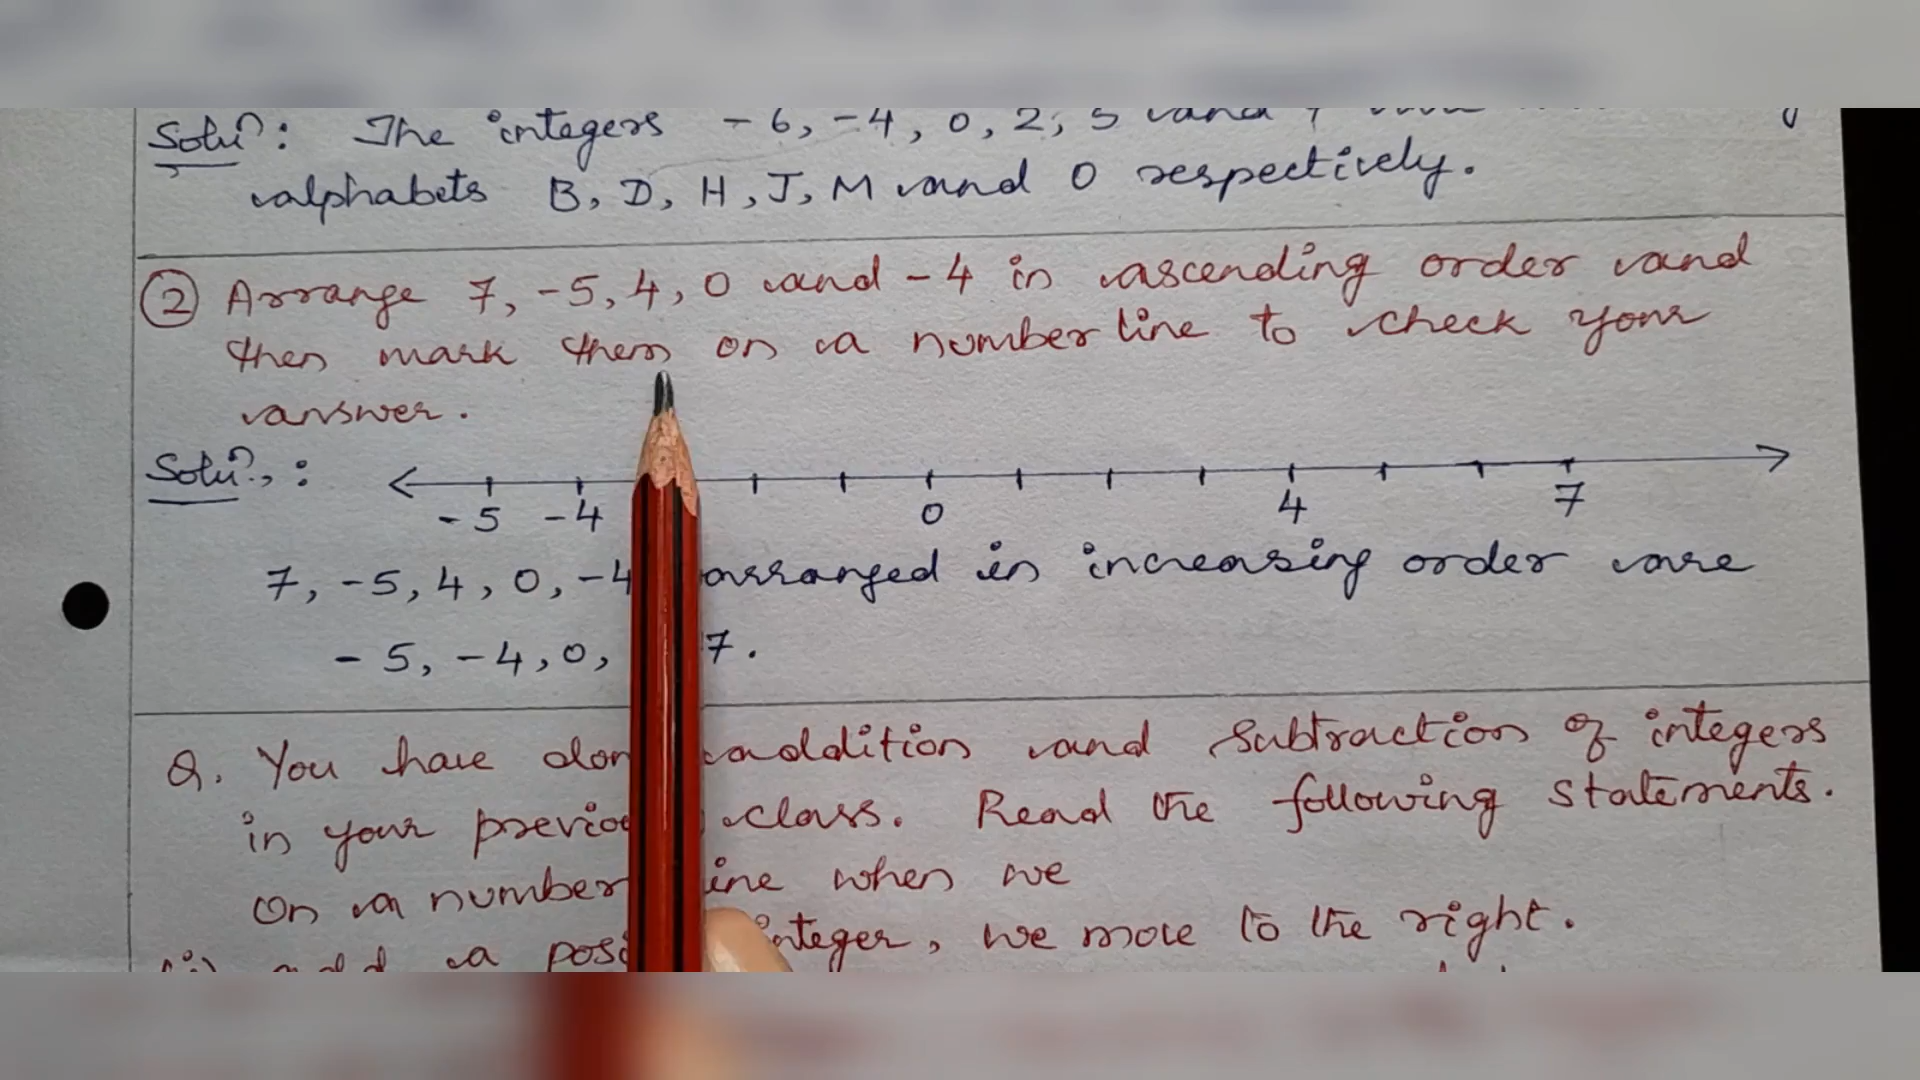 Solun: The integers -6, -4, 0, 2, 5 and
alphabets B, D, H, J, M and O respectively.
② Arrange 7, -5, 4, 0 and -4 in ascending order and
then mark them on a number line to check your
answer.
Solun:
-5 -4 0 4 7
7, -5, 4, 0, -4 arranged in increasing order are
-5, -4, 0, 7.
Q. You have addition and subtraction of integers
in your class. Read the following statements.
On a number when we
a integer, we move to the right.